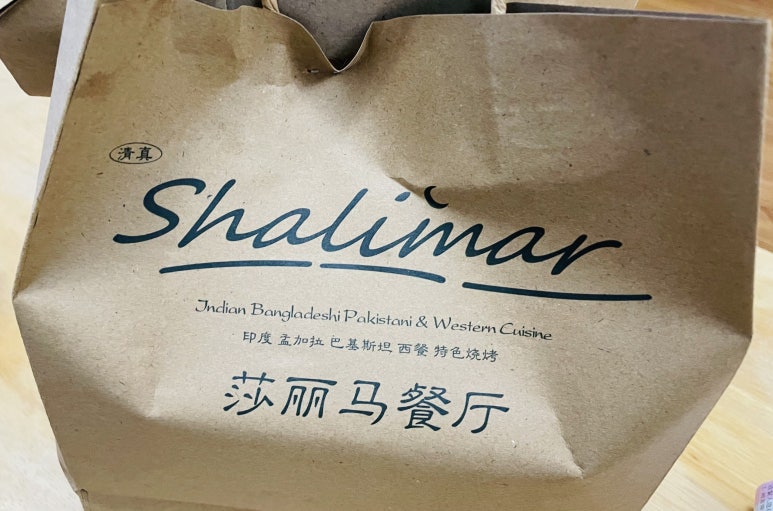 清真
Shalimar
Indian Bangladeshi Pakistani & Western Cuisine
印度 孟加拉 巴基斯坦 西餐 特色烧烤
莎丽马餐厅